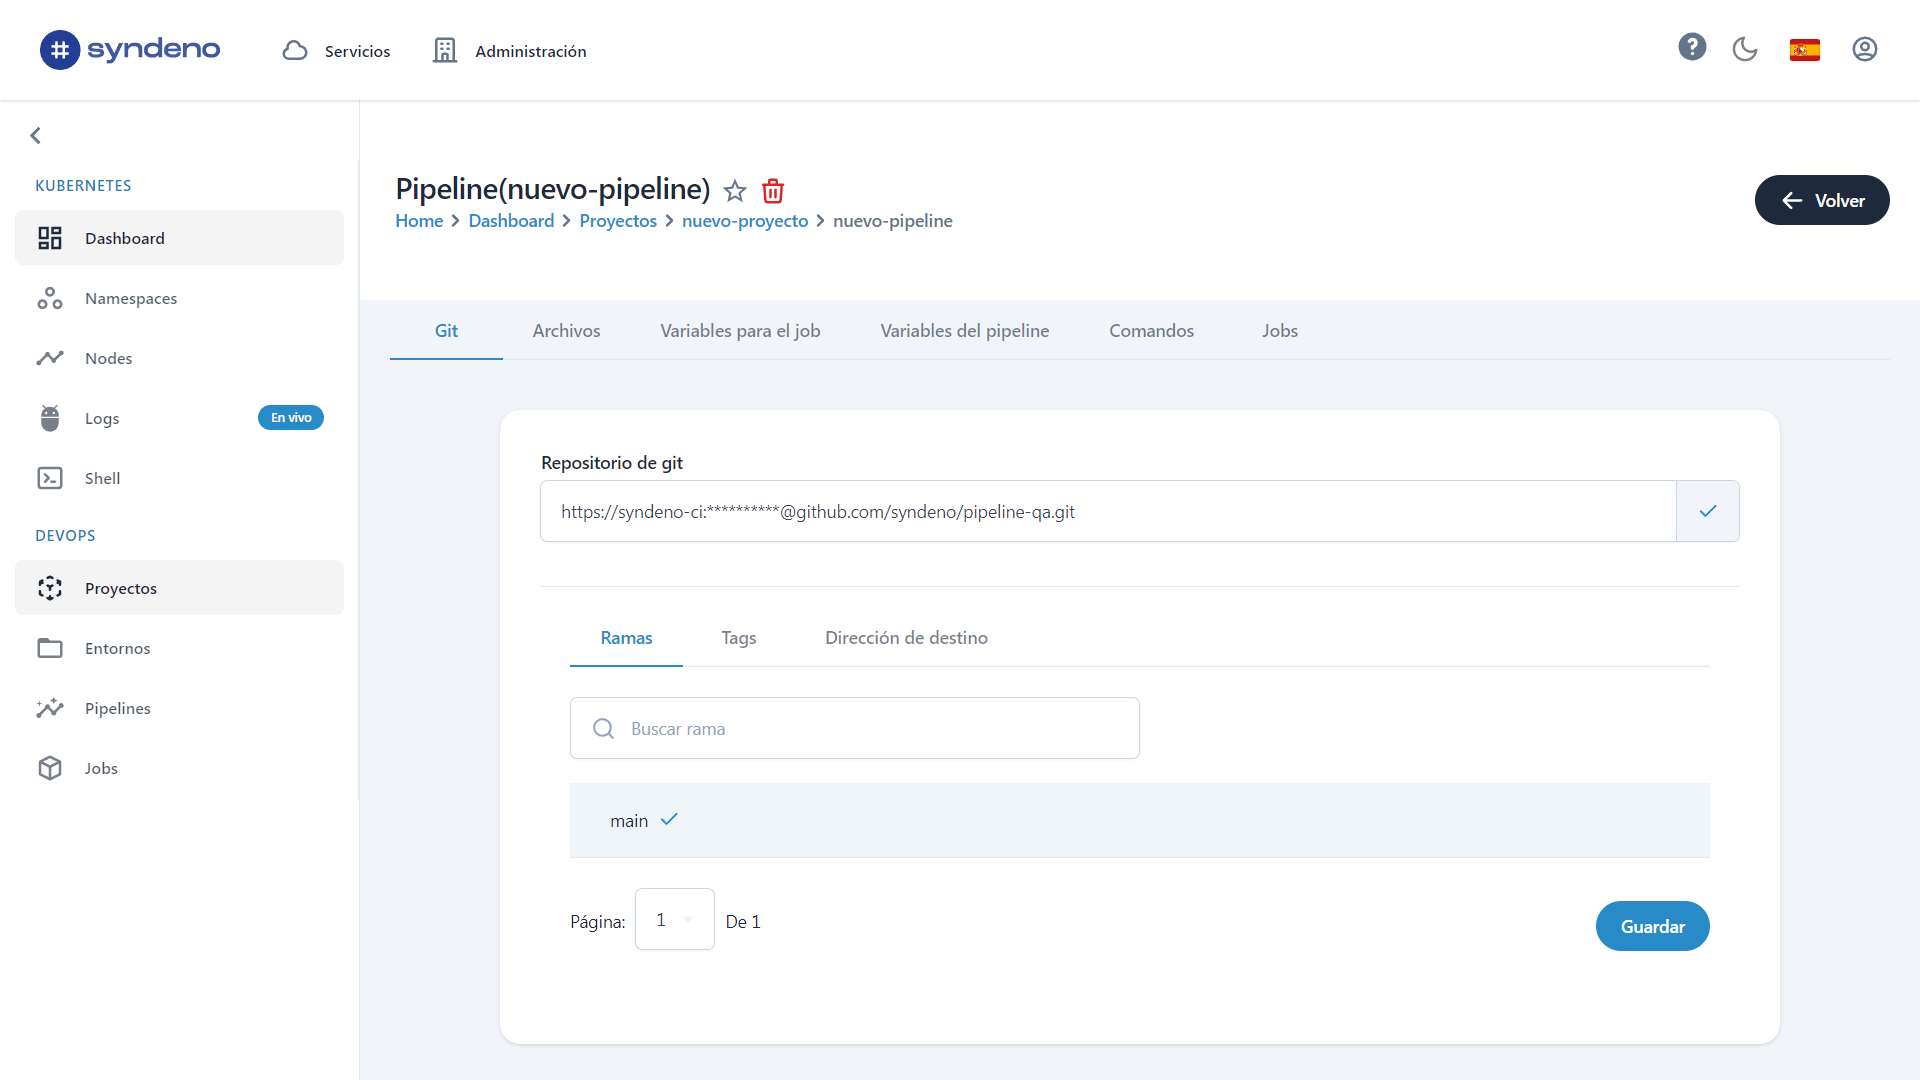 syndeno
Servicios
Administración
KUBERNETES
Dashboard
Namespaces
Nodes
Logs
En vivo
Shell
DEVOPS
Proyectos
Entornos
Pipelines
Jobs
Pipeline(nuevo-pipeline)
Home > Dashboard > Proyectos > nuevo-proyecto > nuevo-pipeline
Volver
Git Archivos Variables para el job Variables del pipeline Comandos Jobs
Repositorio de git
https://syndeno-ci:**********@github.com/syndeno/pipeline-qa.git
Ramas Tags Dirección de destino
Buscar rama
main
Página: 1 De 1
Guardar